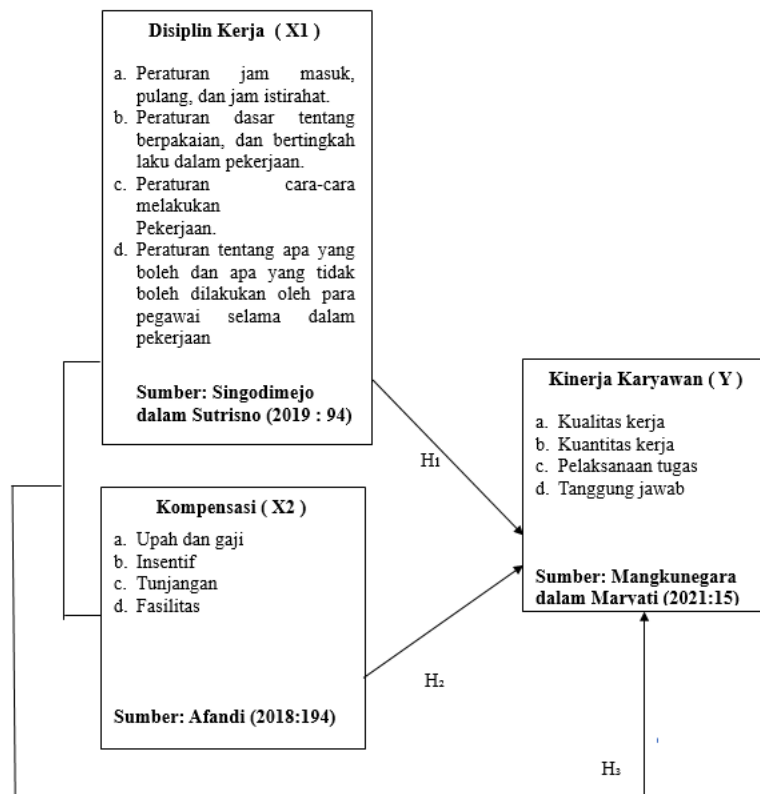 Disiplin Kerja ( X1 )
a. Peraturan jam masuk,
pulang, dan jam istirahat.
b. Peraturan dasar tentang
berpakaian, dan bertingkah
laku dalam pekerjaan.
c. Peraturan cara-cara
melakukan
Pekerjaan.
d. Peraturan tentang apa yang
boleh dan apa yang tidak
boleh dilakukan oleh para
pegawai selama dalam
pekerjaan
Sumber: Singodimejo
dalam Sutrisno (2019 : 94)
Kompensasi ( X2 )
a. Upah dan gaji
b. Insentif
c. Tunjangan
d. Fasilitas
Sumber: Afandi (2018:194)
H₁
H₂
H₃
Kinerja Karyawan ( Y )
a. Kualitas kerja
b. Kuantitas kerja
c. Pelaksanaan tugas
d. Tanggung jawab
Sumber: Mangkunegara
dalam Maryati (2021:15)